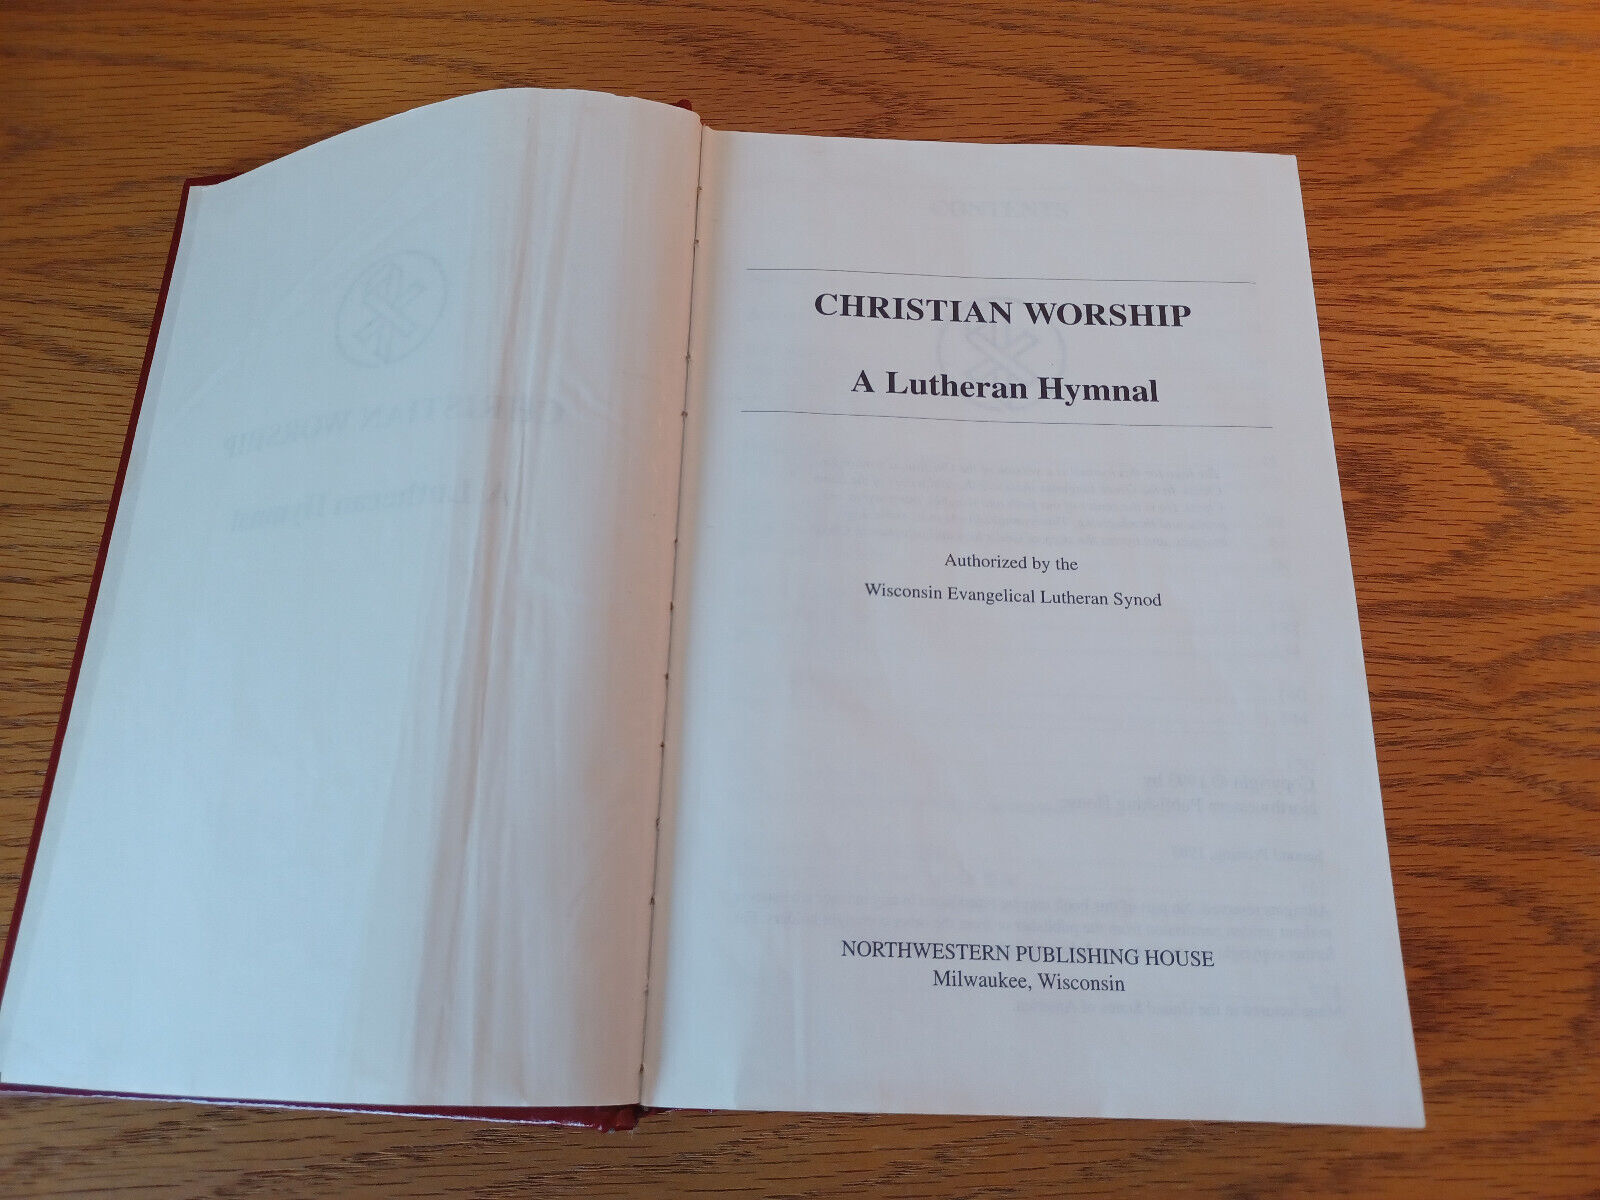 CHRISTIAN WORSHIP
A Lutheran Hymnal
Authorized by the
Wisconsin Evangelical Lutheran Synod
NORTHWESTERN PUBLISHING HOUSE
Milwaukee, Wisconsin